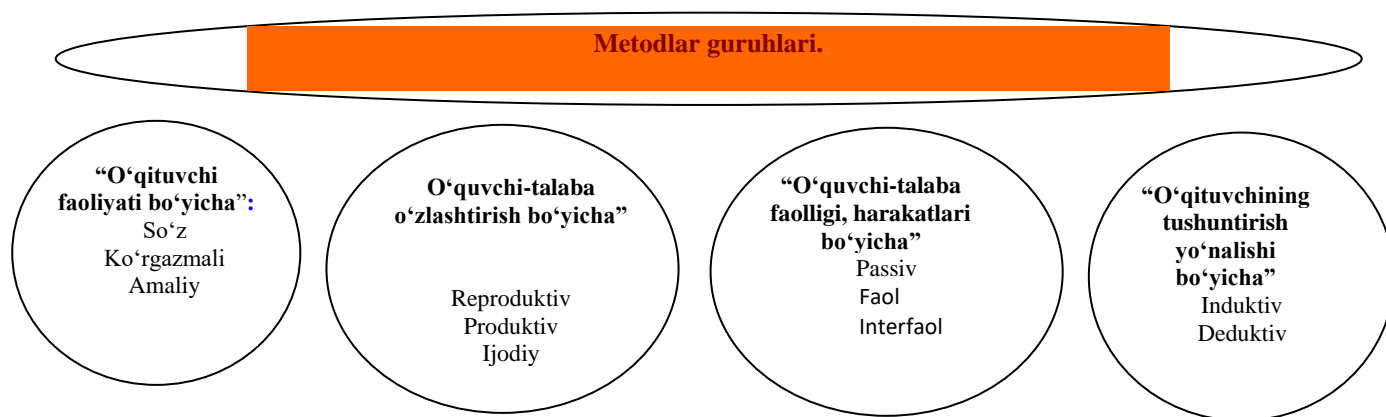 Metodlar guruhlari.
“O‘qituvchi
faoliyati bo‘yicha”:
So‘z
Ko‘rgazmali
Amaliy
O‘quvchi-talaba
o’zlashtirish bo‘yicha”
Reproduktiv
Produktiv
Ijodiy
“O‘quvchi-talaba
faolligi, harakatlari
bo‘yicha”
Passiv
Faol
Interfaol
“O‘qituvchining
tushuntirish
yo‘nalishi
bo‘yicha”
Induktiv
Deduktiv